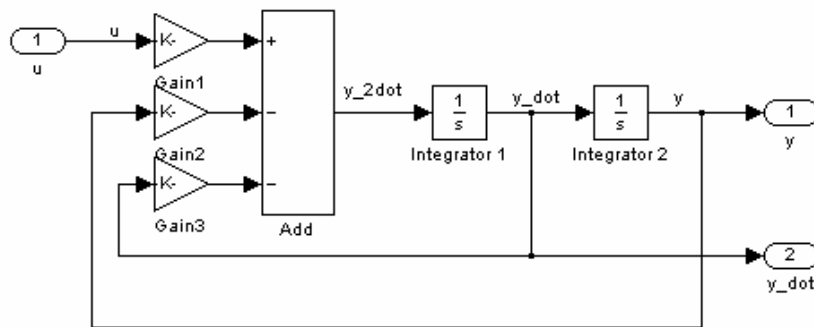 1
u
u
K-
Gain1
K-
Gain2
K-
Gain3
+
−
−
Add
y_2dot
1
s
Integrator 1
y_dot
1
s
Integrator 2
y
1
y
2
y_dot